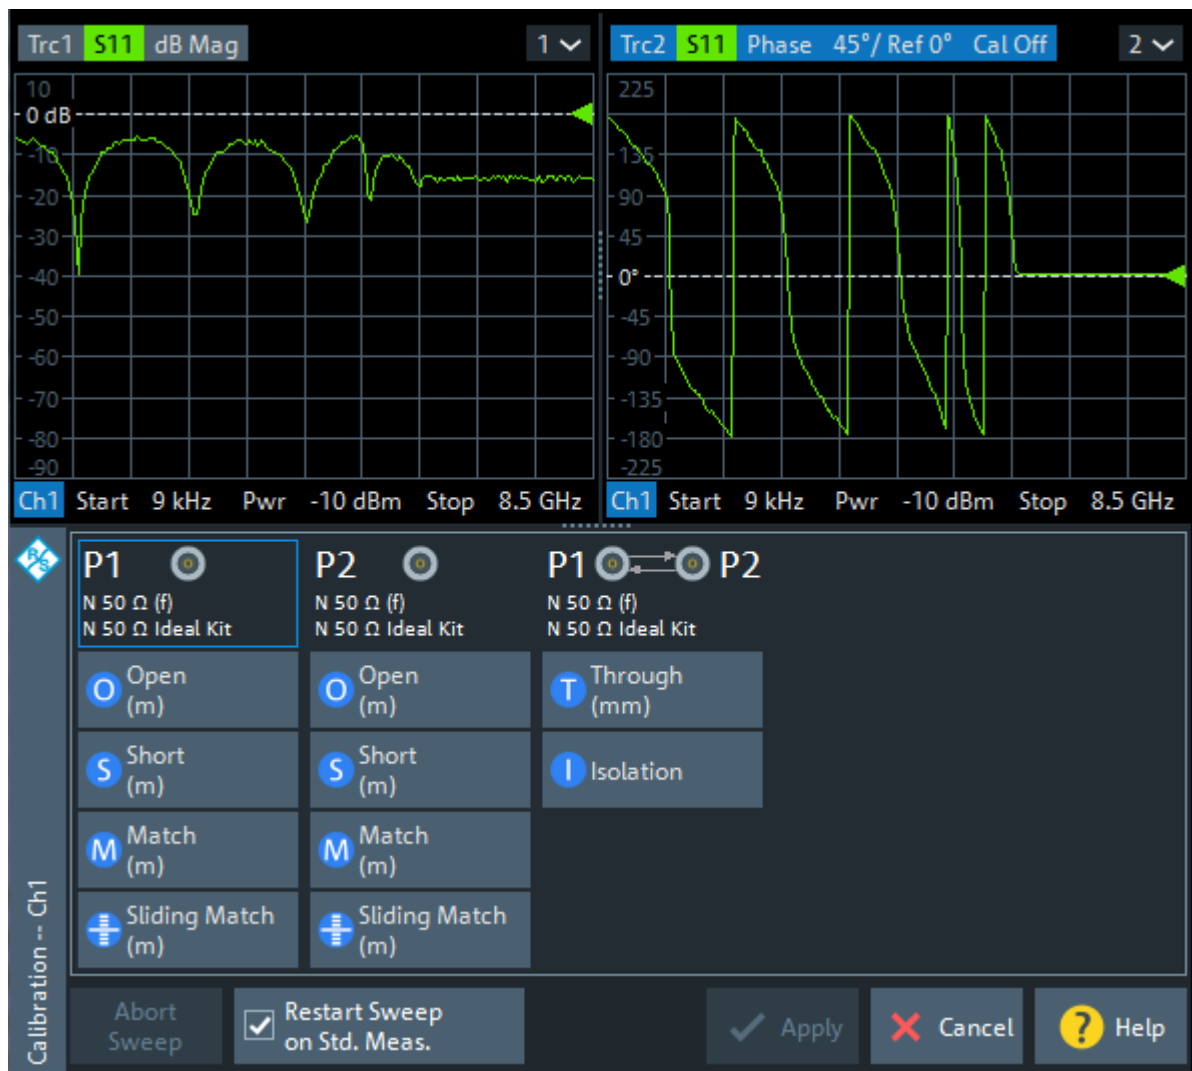 Trc1 S11 dB Mag 1
10
0 dB
-10
-20
-30
-40
-50
-60
-70
-80
-90
Ch1 Start 9 kHz Pwr -10 dBm Stop 8.5 GHz
Trc2 S11 Phase 45°/ Ref 0° Cal Off 2
225
135
90
45
0°
-45
-90
-135
-180
-225
Ch1 Start 9 kHz Pwr -10 dBm Stop 8.5 GHz
R/S
Calibration -- Ch1
P1
N 50 Ω (f)
N 50 Ω Ideal Kit
O Open
(m)
S Short
(m)
M Match
(m)
Sliding Match
(m)
P2
N 50 Ω (f)
N 50 Ω Ideal Kit
O Open
(m)
S Short
(m)
M Match
(m)
Sliding Match
(m)
P1 P2
N 50 Ω (f)
N 50 Ω Ideal Kit
T Through
(mm)
I Isolation
Abort
Sweep
Restart Sweep
on Std. Meas.
Apply
Cancel
? Help